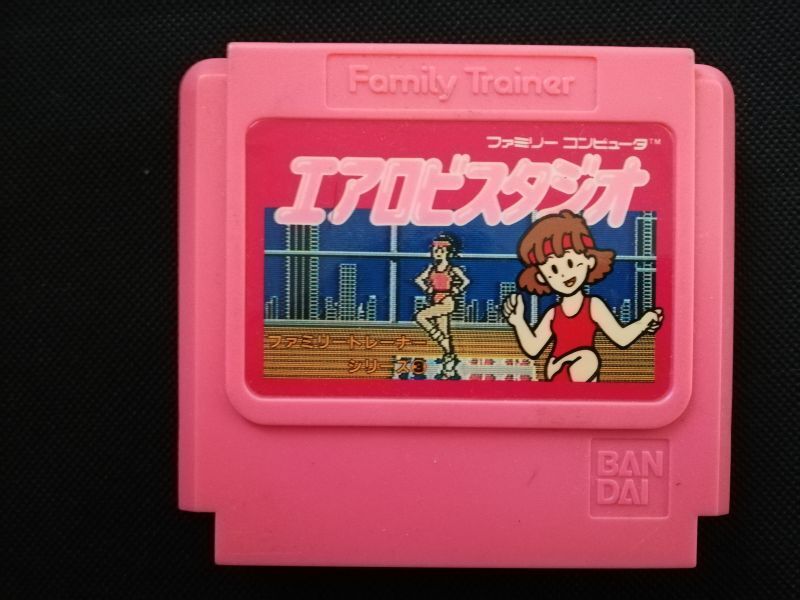 Family Trainer
ファミリー コンピュータ™
エアロビスタジオ
ファミリートレーナー
シリーズ3
BAN
DAI